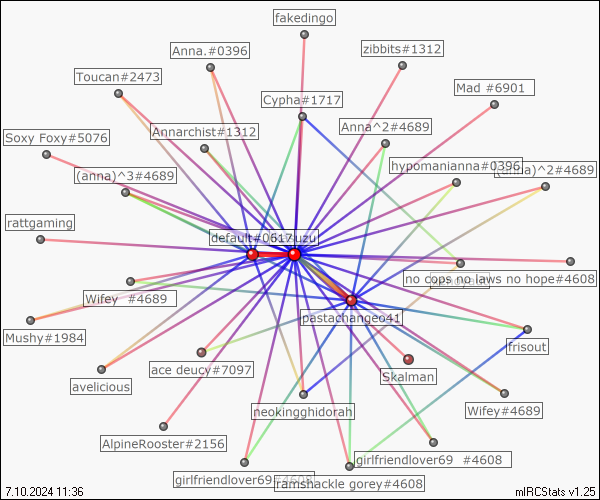 fakedingo
Anna.#0396
zibbits#1312
Toucan#2473
Mad #6901
Cypha#1717
Annarchist#1312
Anna^2#4689
Soxy Foxy#5076
hypomanianna#0396
(anna)^3#4689
)^2#4689
rattgaming
default#0617
uzu
no cops no laws no hope#4608
Wifey #4689
pastachangeo41
Mushy#1984
frisout
ace deucy#7097
Skalman
avelicious
neokingghidorah
Wifey#4689
AlpineRooster#2156
girlfriendlover69 #4608
girlfriendlover69#4608
ramshackle gorey#4608
7.10.2024 11:36
mIRCStats v1.25